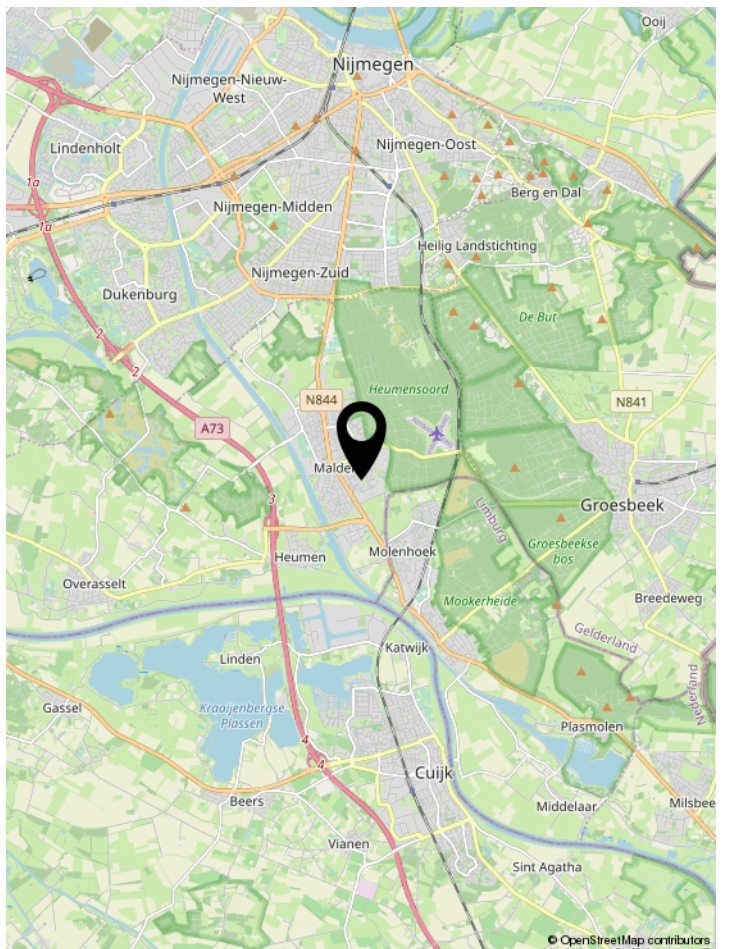 Ooij
Nijmegen
Nijmegen-Nieuw-
West
Lindenholt
Nijmegen-Oost
1a
Berg en Dal
Nijmegen-Midden
1a
Heilig Landstichting
Nijmegen-Zuid
Dukenburg
De But
2
2
Heumensoord
N844
N841
A73
Malden
3
Groesbeek
Limburg
Groesbeekse
bos
Molenhoek
Heumen
Overasselt
Mookerheide
Breedeweg
Gelderland
Katwijk
Linden
Nederland
Gassel
Kraaijenbergse
Plassen
Plasmolen
4
4
Cuijk
Beers
Middelaar
Milsbee
Vianen
Sint Agatha
© OpenStreetMap contributors